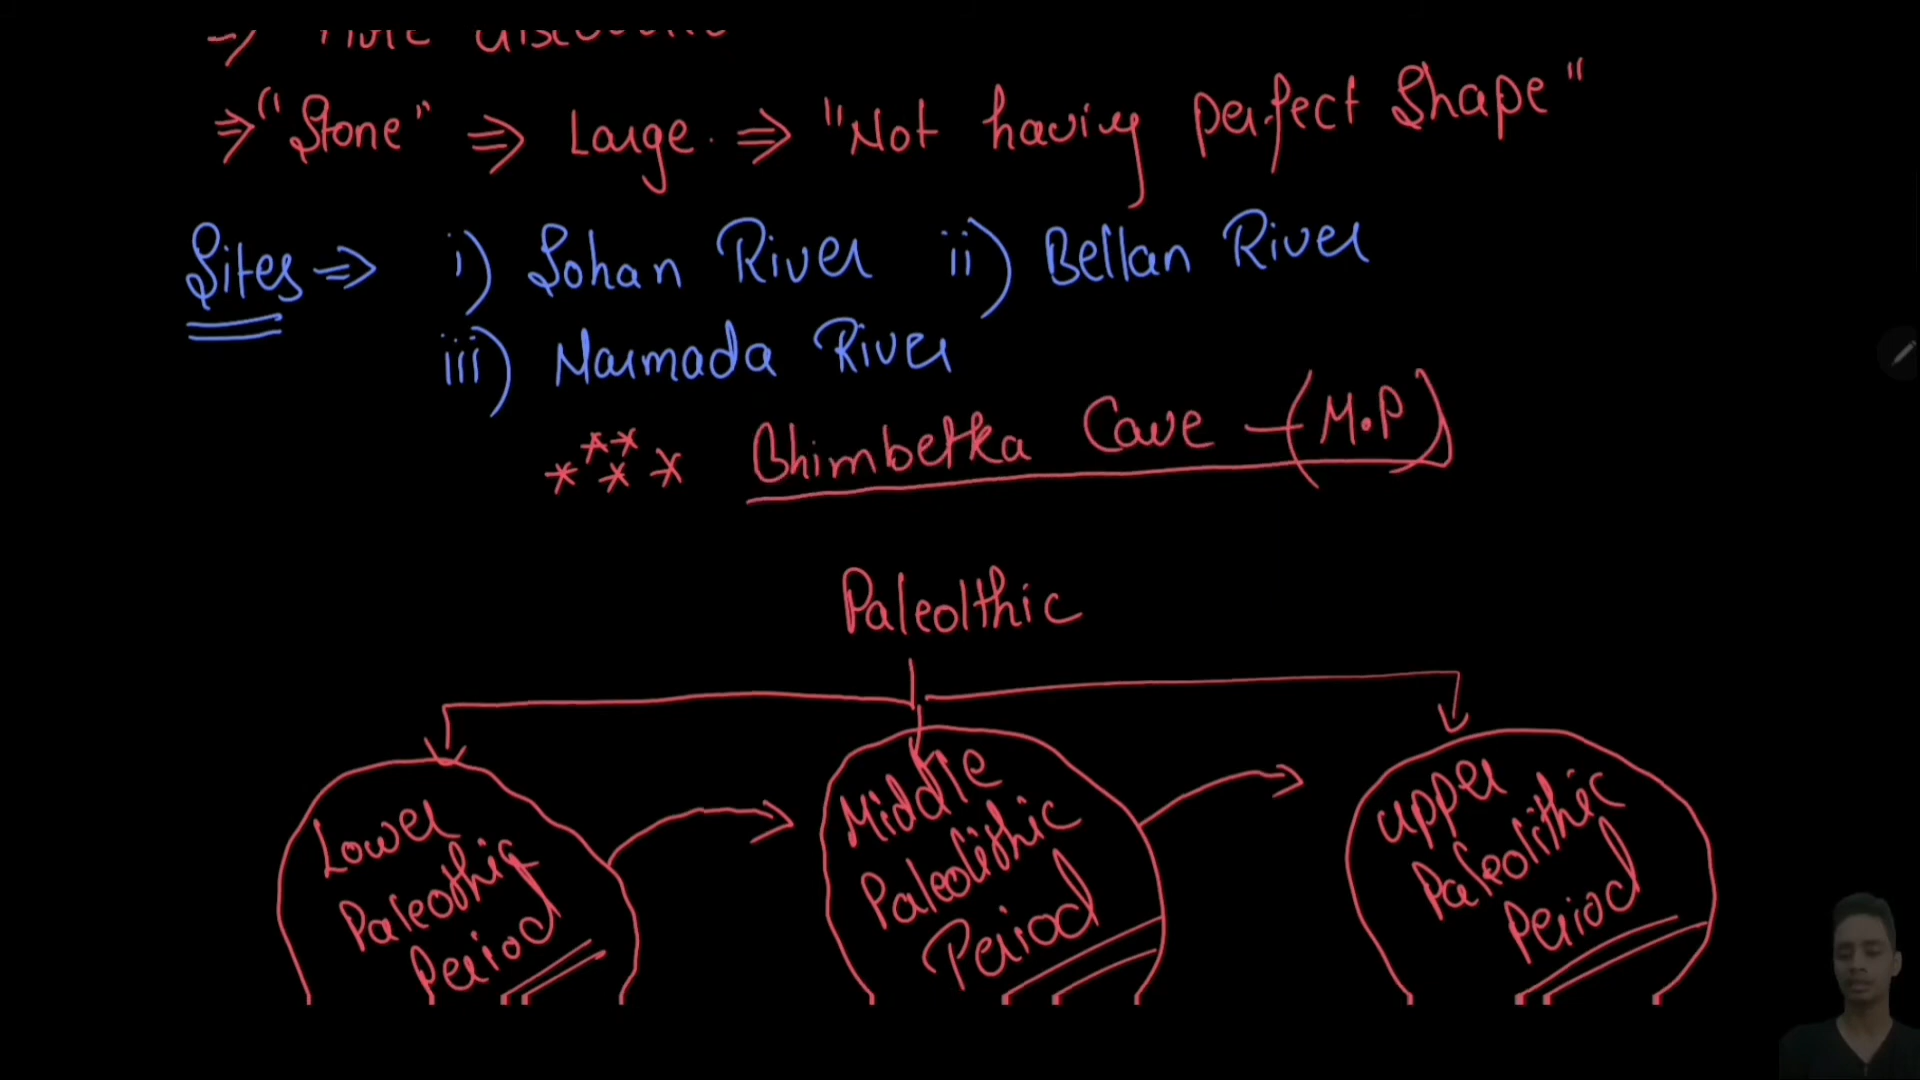 ⇒ "Stone" ⇒ Large. ⇒ "Not having perfect Shape"
Sites ⇒ i) Sohan River ii) Bellan River
iii) Narmada River
Bhimbetka Cave - (M.P)
Paleolthic
Lower
Paleothic
Period
Middle
Paleolithic
Period
Upper
Paleolithic
Period